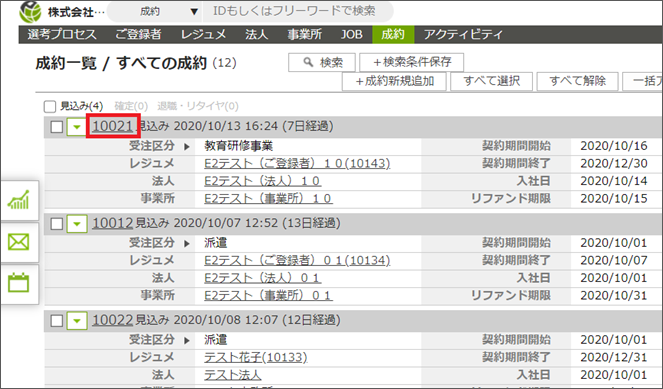 株式会社… 成約 IDもしくはフリーワードで検索
選考プロセス ご登録者 レジュメ 法人 事業所 JOB 成約 アクティビティ
成約一覧 / すべての成約 (12) 検索 +検索条件保存
+成約新規追加 すべて選択 すべて解除 一括ア
見込み(4) 確定(0) 退職・リタイヤ(0)
10021 見込み 2020/10/13 16:24 (7日経過)
受注区分 教育研修事業 契約期間開始 2020/10/16
レジュメ E2テスト（ご登録者）１０(10143) 契約期間終了 2020/12/30
法人 E2テスト（法人）１０ 入社日 2020/10/14
事業所 E2テスト（事業所）１０ リファンド期限 2020/10/15
10012 見込み 2020/10/07 12:52 (13日経過)
受注区分 派遣 契約期間開始 2020/10/01
レジュメ E2テスト（ご登録者）０１(10134) 契約期間終了 2020/10/07
法人 E2テスト（法人）０１ 入社日 2020/10/01
事業所 E2テスト（事業所）０１ リファンド期限 2020/10/31
10022 見込み 2020/10/08 12:07 (12日経過)
受注区分 派遣 契約期間開始 2020/10/01
レジュメ テスト花子(10133) 契約期間終了 2020/12/31
法人 テスト法人 入社日 2020/10/01